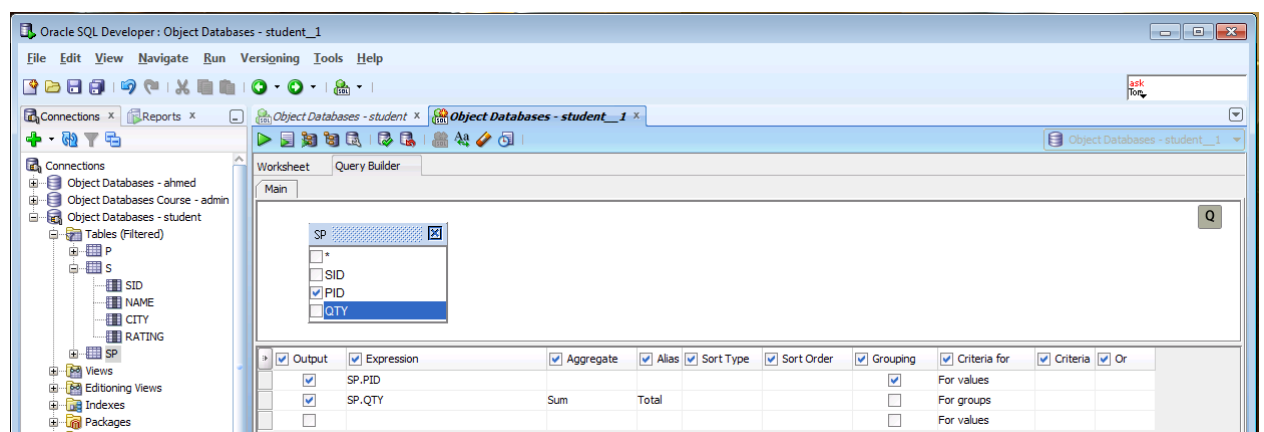 Oracle SQL Developer : Object Databases - student__1
File Edit View Navigate Run Versioning Tools Help
ask
Tom
Connections Reports
Object Databases - student
Object Databases - student__1
Object Databases - student__1
Connections
Object Databases - ahmed
Object Databases Course - admin
Object Databases - student
Tables (Filtered)
P
S
SID
NAME
CITY
RATING
SP
Views
Editioning Views
Indexes
Packages
Worksheet Query Builder
Main
Q
SP
*
SID
PID
QTY
Output Expression Aggregate Alias Sort Type Sort Order Grouping Criteria for Criteria Or
SP.PID For values
SP.QTY Sum Total For groups
For values